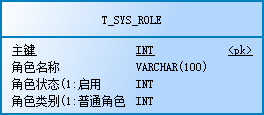 T_SYS_ROLE
主键 INT <pk>
角色名称 VARCHAR(100)
角色状态(1:启用 INT
角色类别(1:普通角色 INT